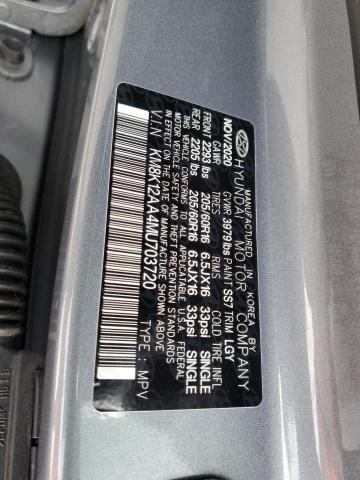 MANUFACTURED IN KOREA BY
HYUNDAI MOTOR COMPANY
NOV/2020 GVWR 3979 lbs PAINT SS7 TRIM LGY
GAWR TIRES RIMS COLD TIRE INFL
FRONT 2293 lbs 205/60R16 6.5JX16 33psi SINGLE
REAR 2205 lbs 205/60R16 6.5JX16 33psi SINGLE
THIS VEHICLE CONFORMS TO ALL APPLICABLE U.S.A. FEDERAL
MOTOR VEHICLE SAFETY AND THEFT PREVENTION STANDARDS
IN EFFECT ON THE DATE OF MANUFACTURE SHOWN ABOVE
V.I.N KM8K12AA4MU703720 TYPE : MPV